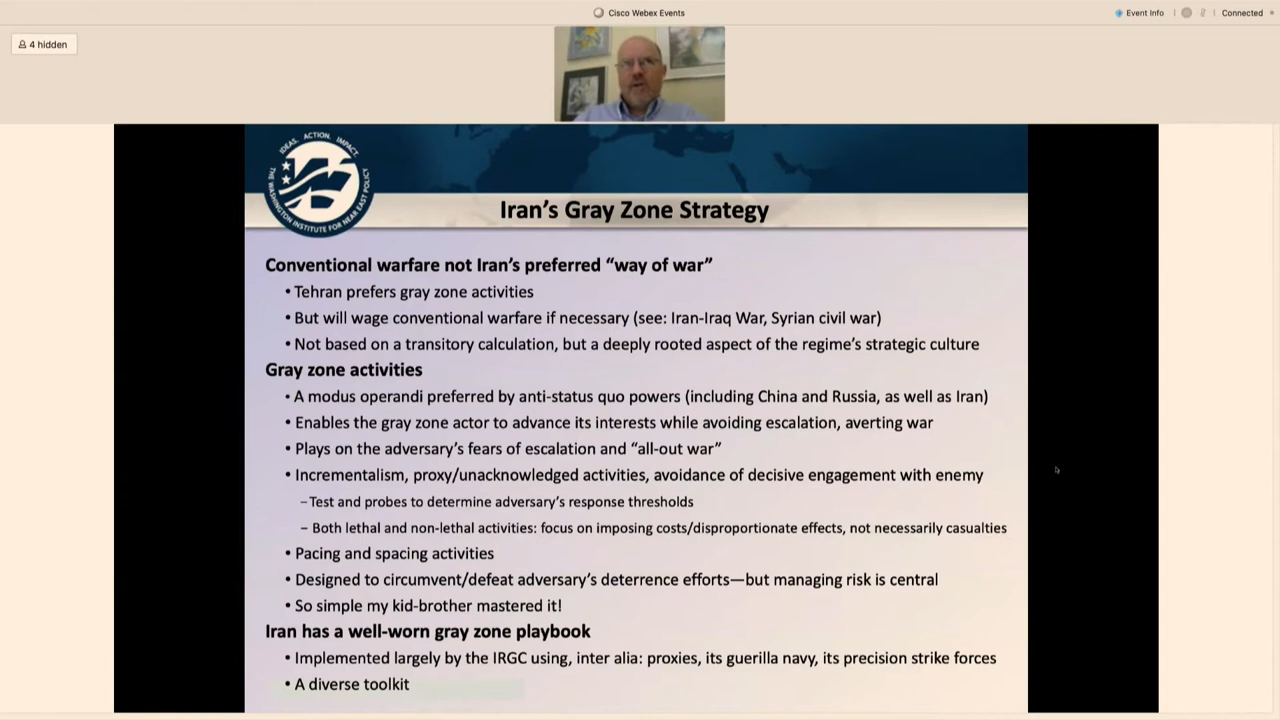 Cisco Webex Events
Event Info
Connected
4 hidden
IDEAS. ACTION. IMPACT.
THE WASHINGTON INSTITUTE FOR NEAR EAST POLICY
Iran’s Gray Zone Strategy
Conventional warfare not Iran’s preferred “way of war”
• Tehran prefers gray zone activities
• But will wage conventional warfare if necessary (see: Iran-Iraq War, Syrian civil war)
• Not based on a transitory calculation, but a deeply rooted aspect of the regime’s strategic culture
Gray zone activities
• A modus operandi preferred by anti-status quo powers (including China and Russia, as well as Iran)
• Enables the gray zone actor to advance its interests while avoiding escalation, averting war
• Plays on the adversary’s fears of escalation and “all-out war”
• Incrementalism, proxy/unacknowledged activities, avoidance of decisive engagement with enemy
– Test and probes to determine adversary’s response thresholds
– Both lethal and non-lethal activities: focus on imposing costs/disproportionate effects, not necessarily casualties
• Pacing and spacing activities
• Designed to circumvent/defeat adversary’s deterrence efforts—but managing risk is central
• So simple my kid-brother mastered it!
Iran has a well-worn gray zone playbook
• Implemented largely by the IRGC using, inter alia: proxies, its guerilla navy, its precision strike forces
• A diverse toolkit